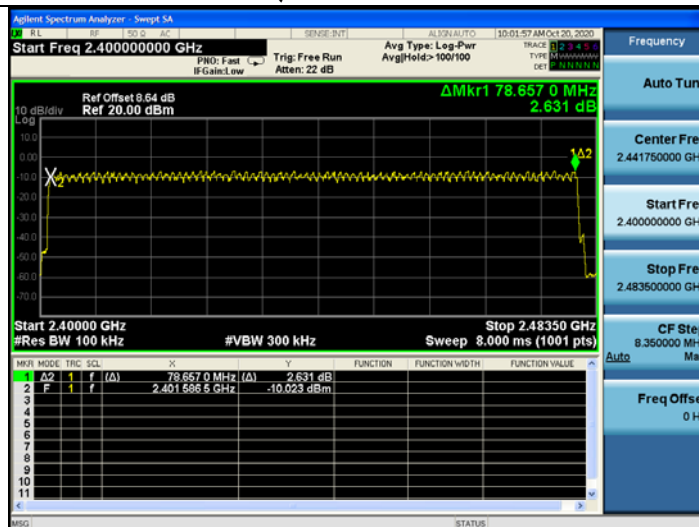 Agilent Spectrum Analyzer - Swept SA
RL RF 50 Ω AC SENSE:INT ALIGN AUTO 10:01:57 AM Oct 20, 2020
Start Freq 2.400000000 GHz
PNO: Fast
IFGain:Low
Trig: Free Run
Atten: 22 dB
Avg Type: Log-Pwr
Avg|Hold:> 100/100
TRACE 1 2 3 4 5 6
TYPE M
DET P N N N N N
Frequency
ΔMkr1 78.657 0 MHz
2.631 dB
Ref Offset 8.64 dB
10 dB/div Ref 20.00 dBm
Log
10.0
0.00
-10.0
-20.0
-30.0
-40.0
-50.0
-60.0
-70.0
1Δ2
X2
Start 2.40000 GHz Stop 2.48350 GHz
#Res BW 100 kHz #VBW 300 kHz Sweep 8.000 ms (1001 pts)
MKR MODE TRC SCL X Y FUNCTION FUNCTION WIDTH FUNCTION VALUE
1 Δ2 1 f (Δ) 78.657 0 MHz (Δ) 2.631 dB
2 F 1 f 2.401 586 5 GHz -10.023 dBm
3
4
5
6
7
8
9
10
11
MSG STATUS
Auto Tun
Center Fre
2.441750000 GH
Start Fre
2.400000000 GH
Stop Fre
2.483500000 GH
CF Ste
8.350000 MH
Auto Ma
Freq Offse
0 H